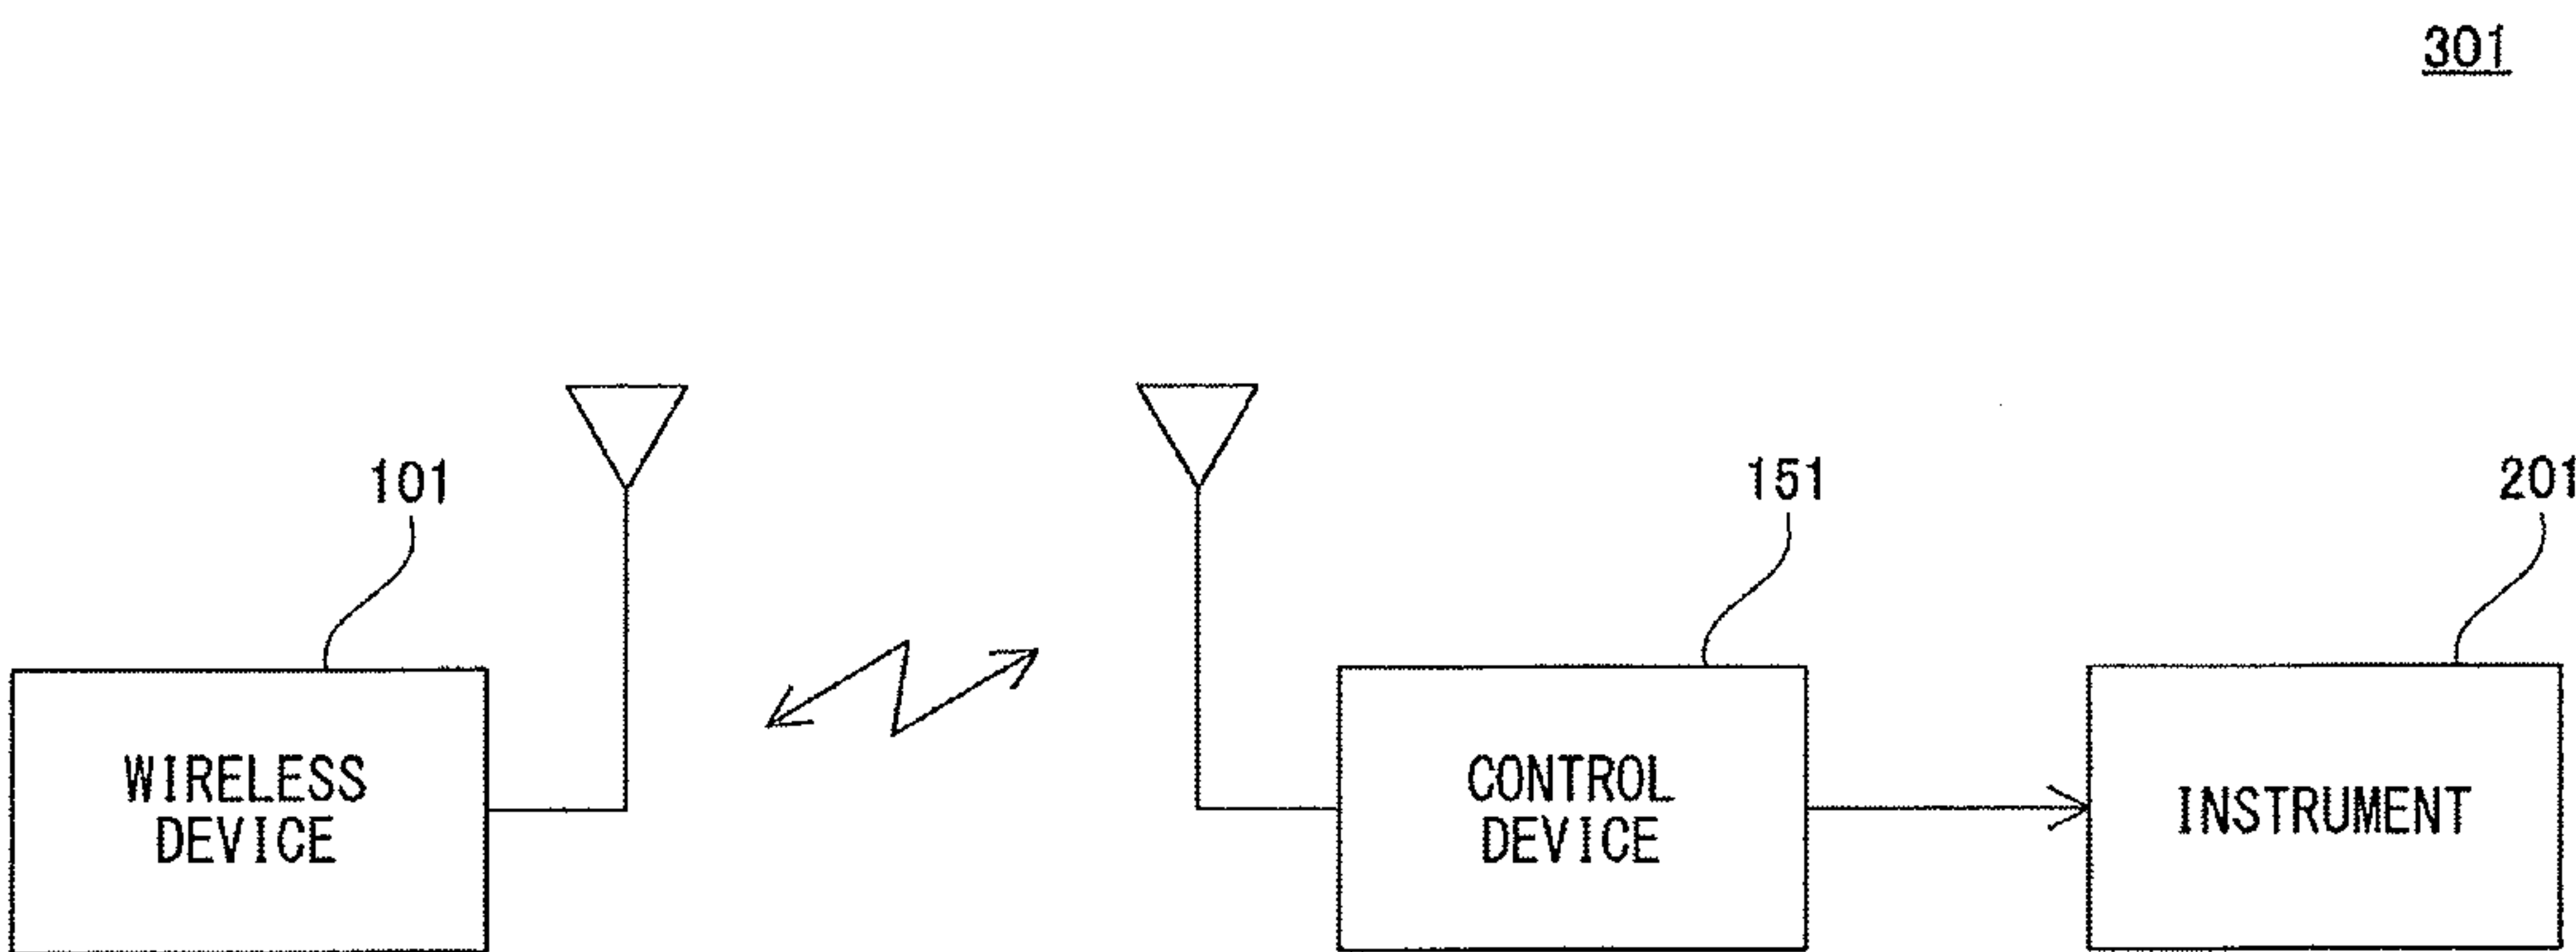 301
101
151
201
WIRELESS
DEVICE
CONTROL
DEVICE
INSTRUMENT